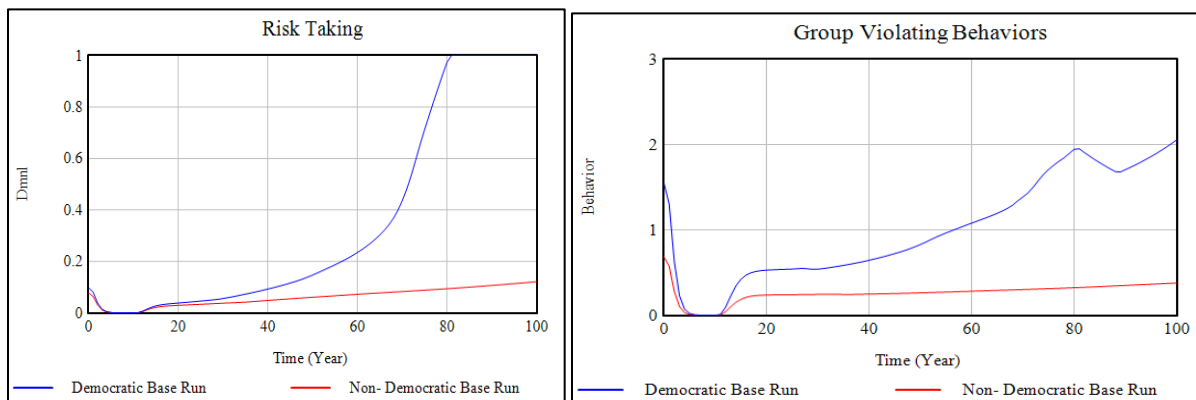 Risk Taking
1
0.8
0.6
0.4
0.2
0
Dmnl
0 20 40 60 80 100
Time (Year)
Democratic Base Run Non- Democratic Base Run
Group Violating Behaviors
3
2
1
0
Behavior
0 20 40 60 80 100
Time (Year)
Democratic Base Run Non- Democratic Base Run